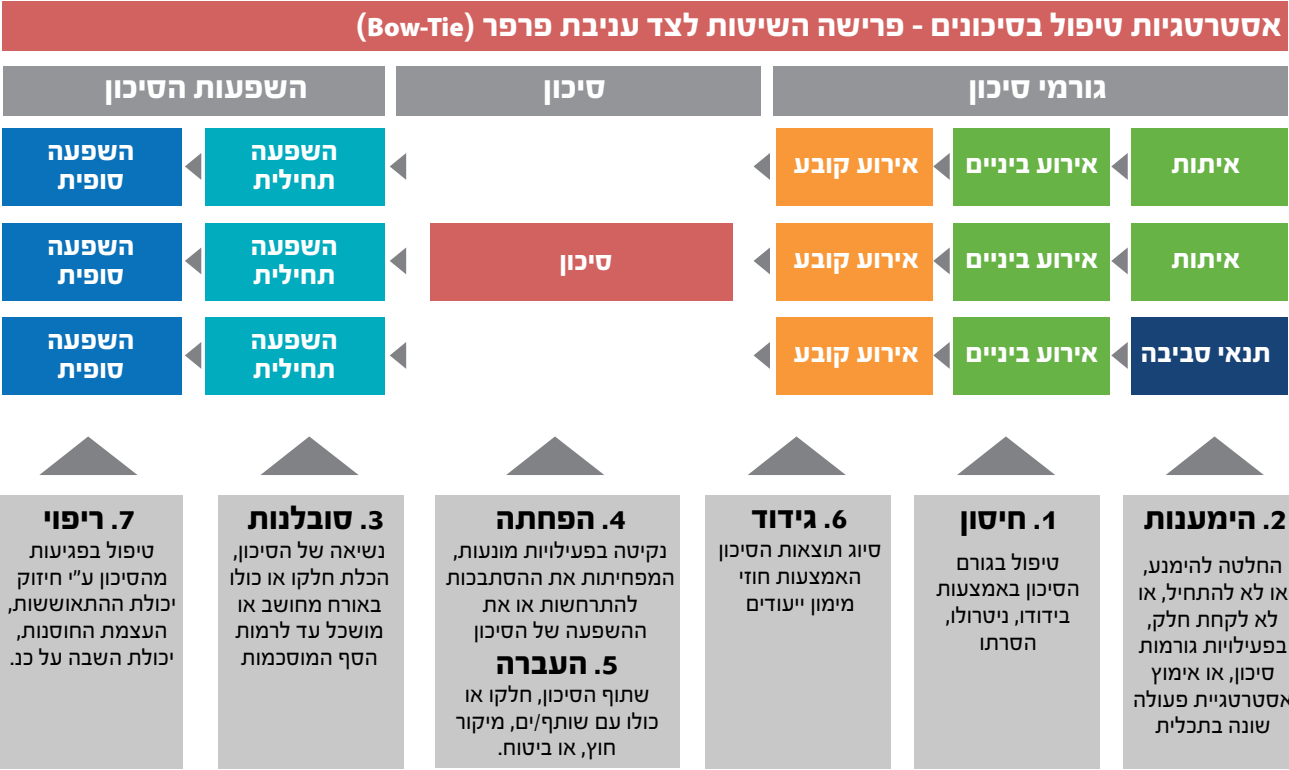 אסטרטגיות טיפול בסיכונים - פרישה השיטות לצד עניבת פרפר (Bow-Tie)
גורמי סיכון
סיכון
השפעות הסיכון
איתות
אירוע ביניים
אירוע קובע
השפעה
תחילית
השפעה
סופית
איתות
אירוע ביניים
אירוע קובע
סיכון
השפעה
תחילית
השפעה
סופית
תנאי סביבה
אירוע ביניים
אירוע קובע
השפעה
תחילית
השפעה
סופית
2. הימענות
החלטה להימנע,
או לא להתחיל, או
לא לקחת חלק,
בפעילויות גורמות
סיכון, או אימוץ
אסטרטגיית פעולה
שונה בתכלית
1. חיסון
טיפול בגורם
הסיכון באמצעות
בידודו, ניטרולו,
הסרתו
6. גידוד
סיוג תוצאות הסיכון
האמצעות חוזי
מימון ייעודים
4. הפחתה
נקיטה בפעילויות מונעות,
המפחיתות את ההסתבכות
להתרחשות או את
ההשפעה של הסיכון
5. העברה
שתוף הסיכון, חלקו או
כולו עם שותף/ים, מיקור
חוץ, או ביטוח.
3. סובלנות
נשיאה של הסיכון,
הכלת חלקו או כולו
באורח מחושב או
מושכל עד לרמות
הסף המוסכמות
7. ריפוי
טיפול בפגיעות
מהסיכון ע״י חיזוק
יכולת ההתאוששות,
העצמת החוסנות,
יכולת השבה על כנ.